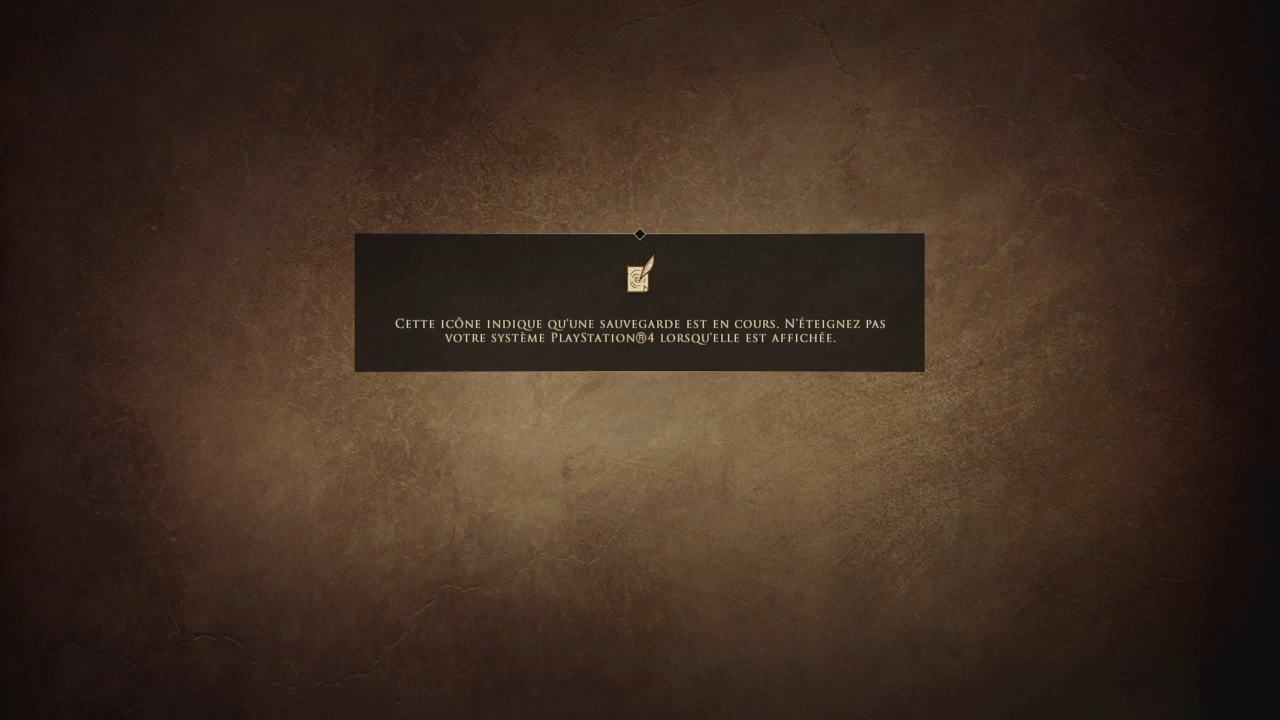 Cette icône indique qu'une sauvegarde est en cours. N'éteignez pas
votre système PlayStation®4 lorsqu'elle est affichée.